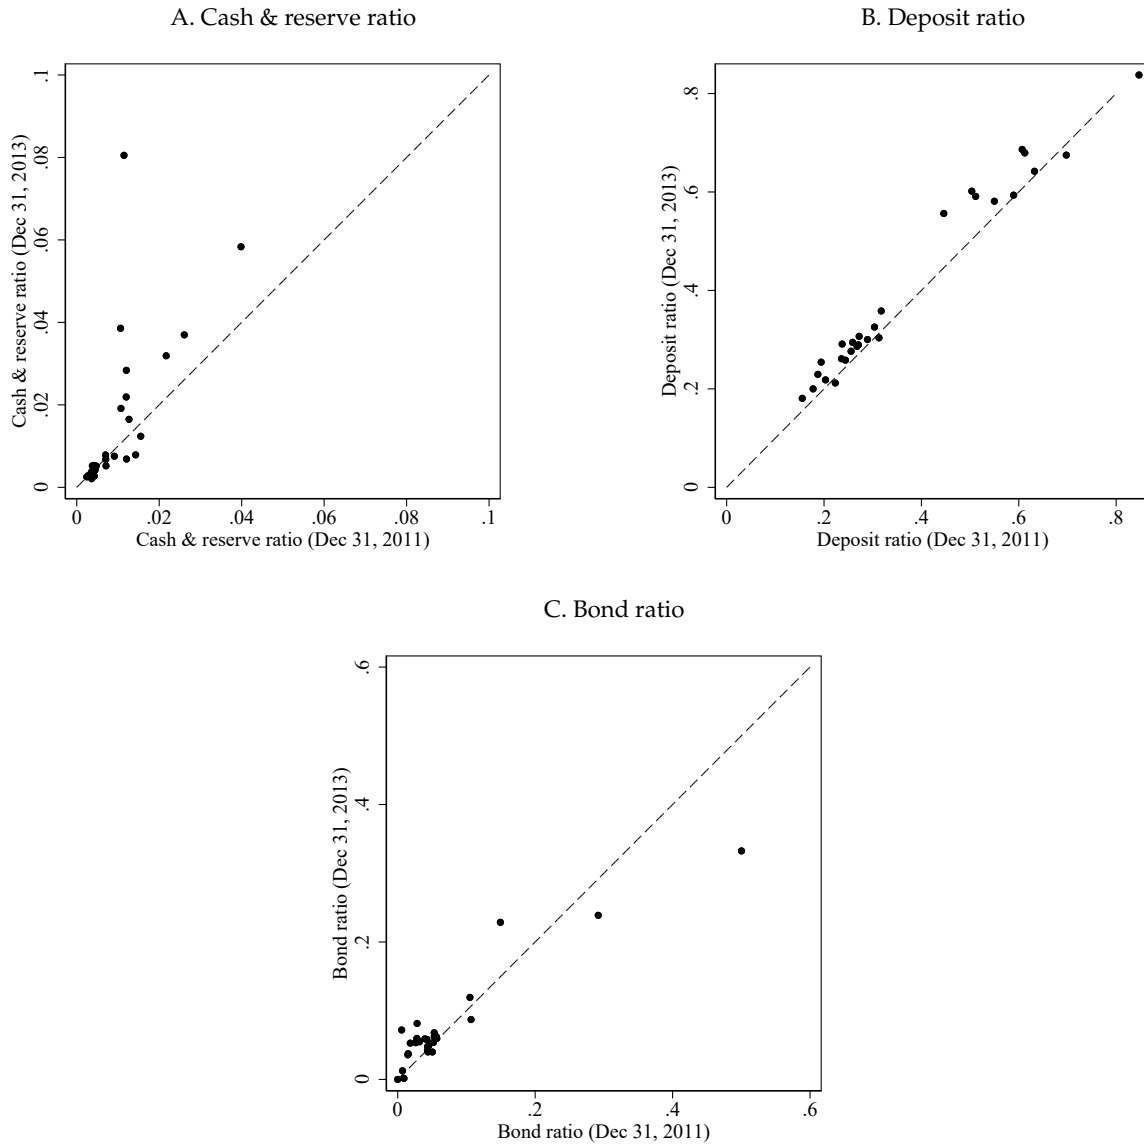 A. Cash & reserve ratio
Cash & reserve ratio (Dec 31, 2013)
.1
.08
.06
.04
.02
0
0 .02 .04 .06 .08 .1
Cash & reserve ratio (Dec 31, 2011)
B. Deposit ratio
Deposit ratio (Dec 31, 2013)
.8
.6
.4
.2
0
0 .2 .4 .6 .8
Deposit ratio (Dec 31, 2011)
C. Bond ratio
Bond ratio (Dec 31, 2013)
.6
.4
.2
0
0 .2 .4 .6
Bond ratio (Dec 31, 2011)